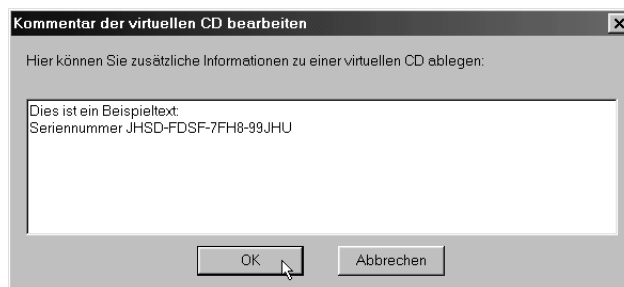 Kommentar der virtuellen CD bearbeiten
Hier können Sie zusätzliche Informationen zu einer virtuellen CD ablegen:
Dies ist ein Beispieltext:
Seriennummer JHSD-FDSF-7FH8-99JHU
OK
Abbrechen